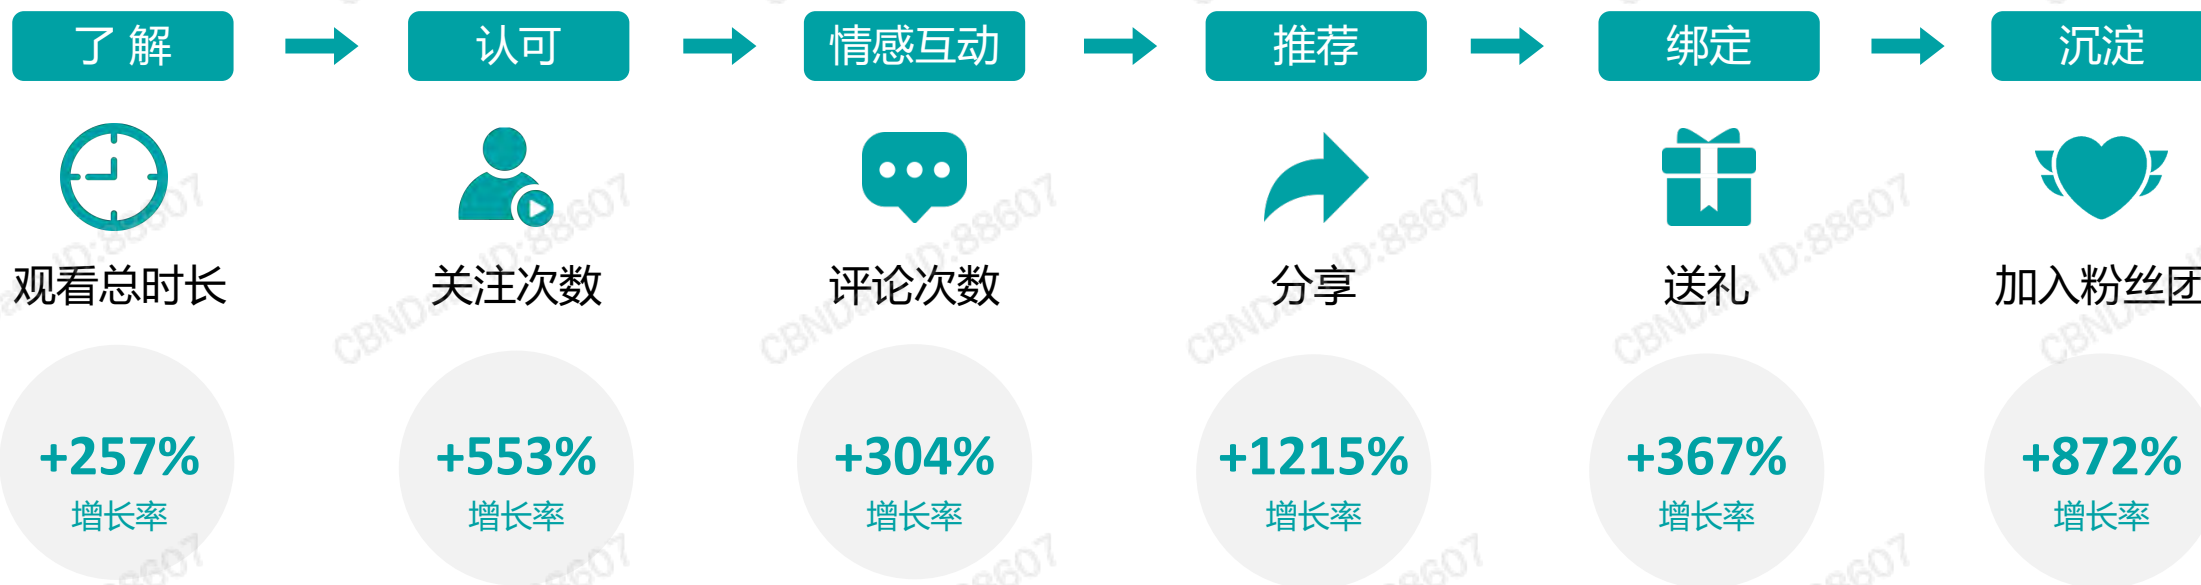 了 解
认可
情感互动
推荐
绑定
沉淀
观看总时长
关注次数
评论次数
分享
送礼
加入粉丝团
+257%
+553%
+304%
+1215%
+367%
+872%
增长率
增长率
增长率
增长率
增长率
增长率
CBNData ID:88607